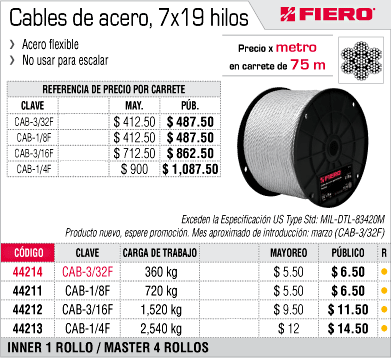 Cables de acero, 7x19 hilos
FIERO®
❯ Acero flexible
❯ No usar para escalar
Precio x metro
en carrete de 75 m
REFERENCIA DE PRECIO POR CARRETE
CLAVE MAY. PÚB.
CAB-3/32F $ 412.50 $ 487.50
CAB-1/8F $ 412.50 $ 487.50
CAB-3/16F $ 712.50 $ 862.50
CAB-1/4F $ 900 $ 1,087.50
FIERO
Exceden la Especificación US Type Std: MIL-DTL-83420M
Producto nuevo, espere promoción. Mes aproximado de introducción: marzo (CAB-3/32F)
CÓDIGO CLAVE CARGA DE TRABAJO MAYOREO PÚBLICO R
44214 CAB-3/32F 360 kg $ 5.50 $ 6.50
44211 CAB-1/8F 720 kg $ 5.50 $ 6.50
44212 CAB-3/16F 1,520 kg $ 9.50 $ 11.50
44213 CAB-1/4F 2,540 kg $ 12 $ 14.50
INNER 1 ROLLO / MASTER 4 ROLLOS